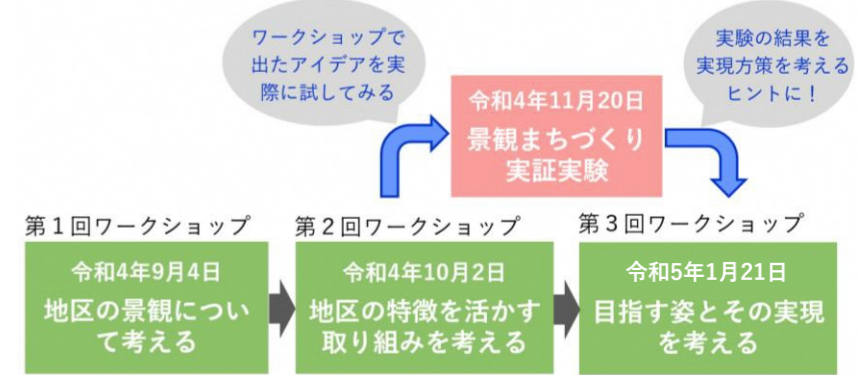 ワークショップで
出たアイデアを実
際に試してみる
実験の結果を
実現方策を考える
ヒントに！
令和4年11月20日
景観まちづくり
実証実験
第１回ワークショップ
令和4年9月4日
地区の景観につい
て考える
第２回ワークショップ
令和4年10月2日
地区の特徴を活かす
取り組みを考える
第３回ワークショップ
令和5年1月21日
目指す姿とその実現
を考える